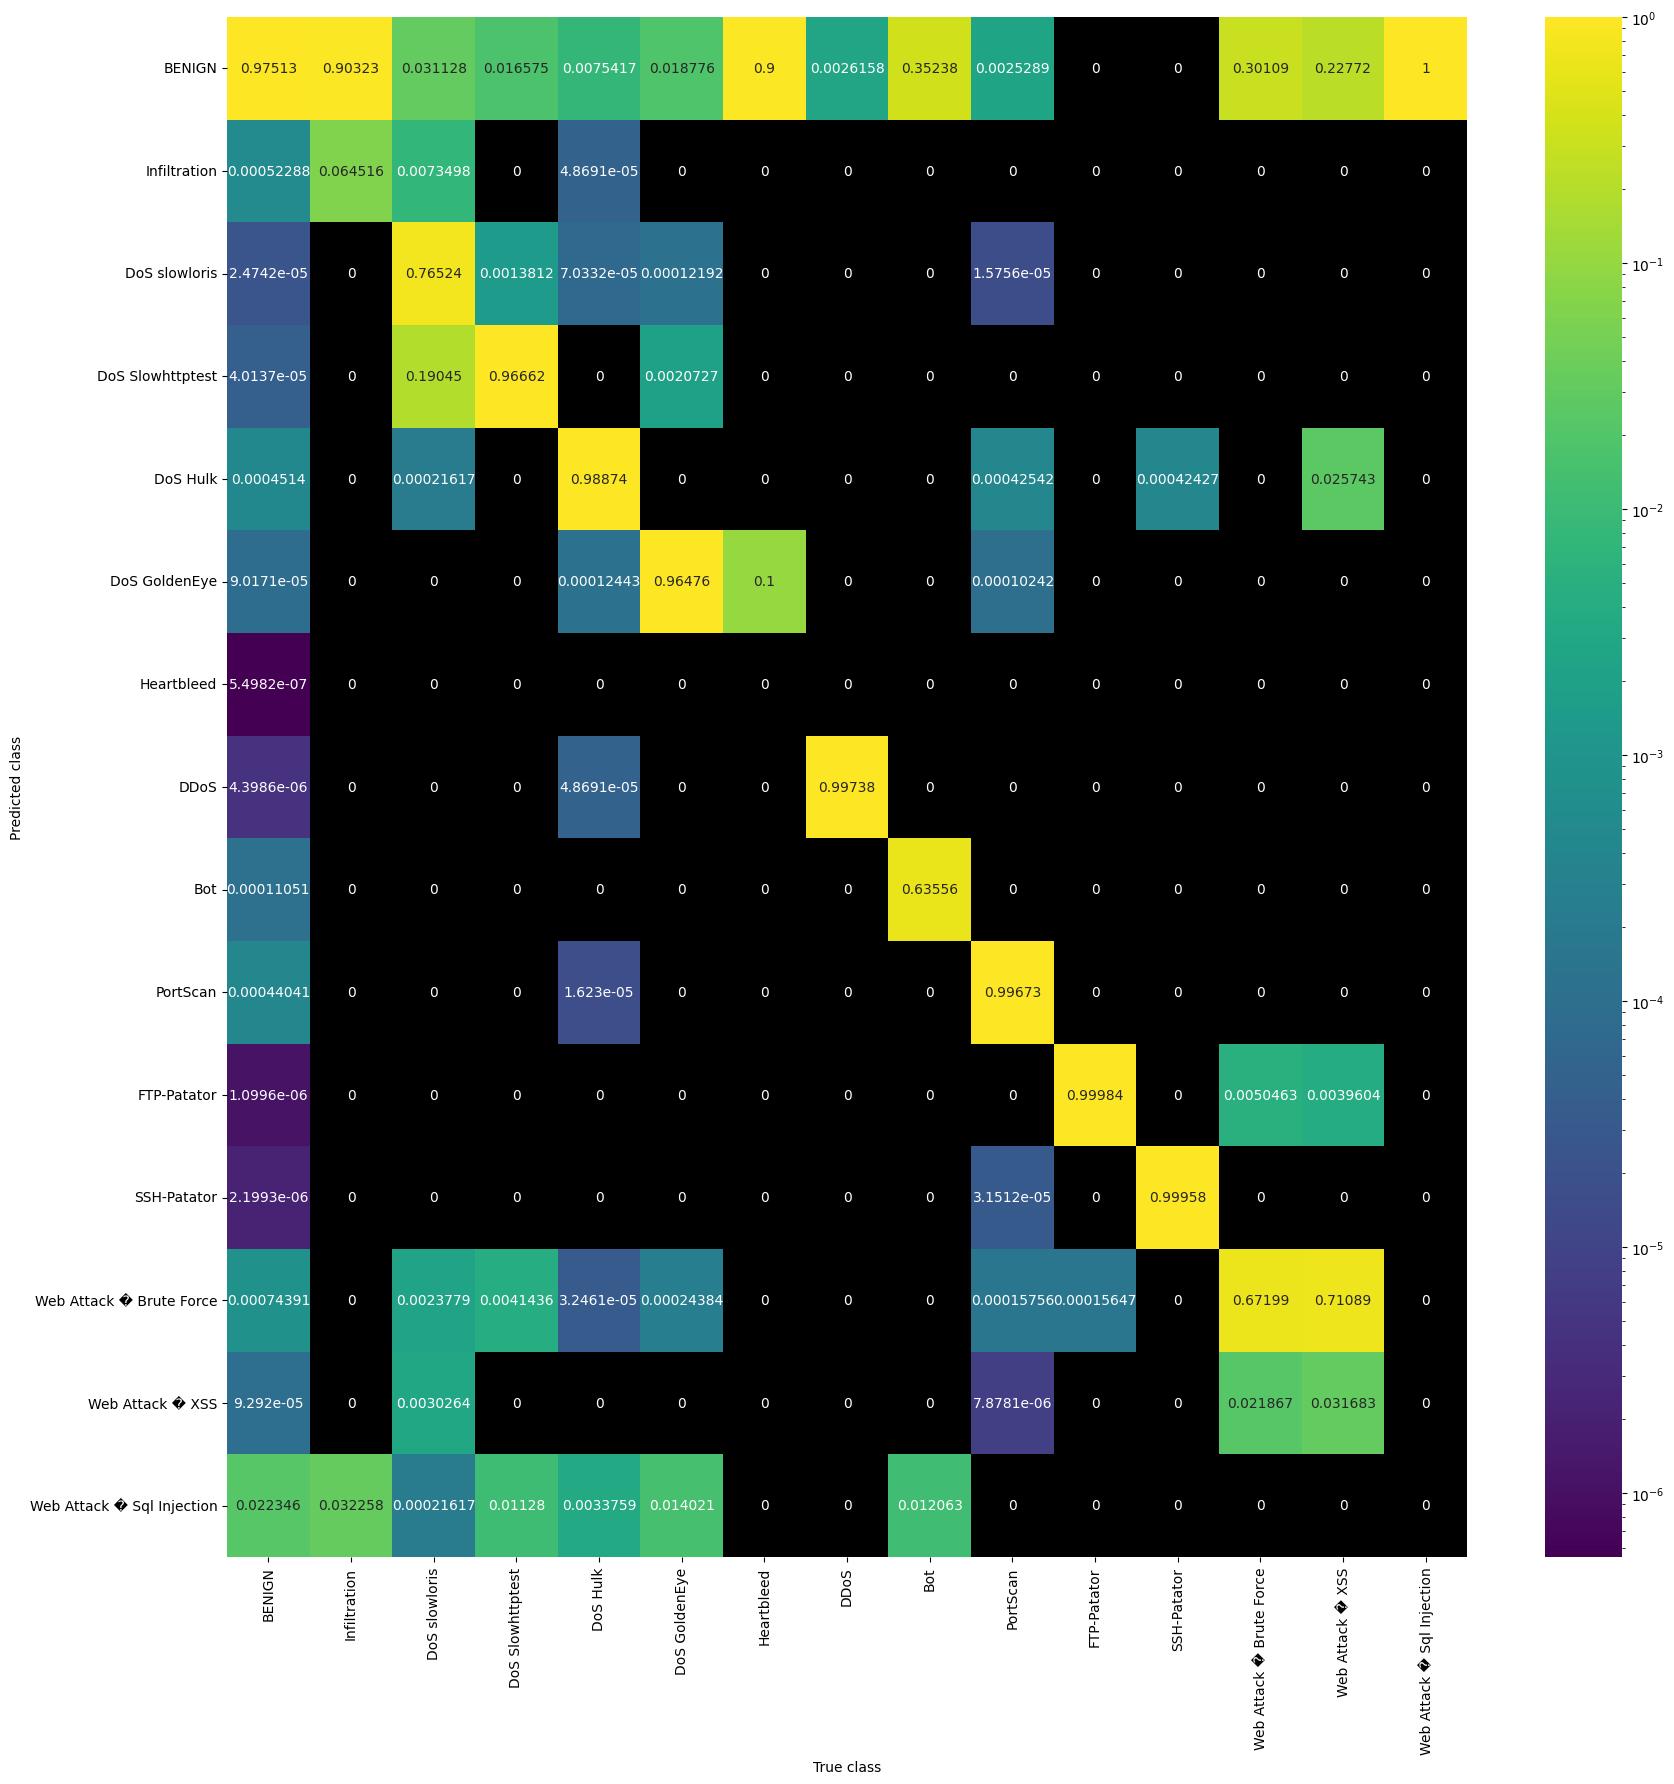 BENIGN 0.97513 0.90323 0.031128 0.016575 0.0075417 0.018776 0.9 0.0026158 0.35238 0.0025289 0 0 0.30109 0.22772 1
Infiltration 0.00052288 0.064516 0.0073498 0 4.8691e-05 0 0 0 0 0 0 0 0 0 0
DoS slowloris 2.4742e-05 0 0.76524 0.0013812 7.0332e-05 0.00012192 0 0 0 1.5756e-05 0 0 0 0 0
DoS Slowhttptest 4.0137e-05 0 0.19045 0.96662 0 0.0020727 0 0 0 0 0 0 0 0 0
DoS Hulk 0.0004514 0 0.00021617 0 0.98874 0 0 0 0 0.00042542 0 0.00042427 0 0.025743 0
DoS GoldenEye 9.0171e-05 0 0 0 0.00012443 0.96476 0.1 0 0 0.00010242 0 0 0 0 0
Heartbleed 5.4982e-07 0 0 0 0 0 0 0 0 0 0 0 0 0 0
DDoS 4.3986e-06 0 0 0 4.8691e-05 0 0 0.99738 0 0 0 0 0 0 0
Bot 0.00011051 0 0 0 0 0 0 0 0.63556 0 0 0 0 0 0
PortScan 0.00044041 0 0 0 1.623e-05 0 0 0 0 0.99673 0 0 0 0 0
FTP-Patator 1.0996e-06 0 0 0 0 0 0 0 0 0 0.99984 0 0.0050463 0.0039604 0
SSH-Patator 2.1993e-06 0 0 0 0 0 0 0 0 3.1512e-05 0 0.99958 0 0 0
Web Attack � Brute Force 0.00074391 0 0.0023779 0.0041436 3.2461e-05 0.00024384 0 0 0 0.00015756 0.00015647 0 0.67199 0.71089 0
Web Attack � XSS 9.292e-05 0 0.0030264 0 0 0 0 0 0 7.8781e-06 0 0 0.021867 0.031683 0
Web Attack � Sql Injection 0.022346 0.032258 0.00021617 0.01128 0.0033759 0.014021 0 0 0.012063 0 0 0 0 0 0
BENIGN Infiltration DoS slowloris DoS Slowhttptest DoS Hulk DoS GoldenEye Heartbleed DDoS Bot PortScan FTP-Patator SSH-Patator Web Attack � Brute Force Web Attack � XSS Web Attack � Sql Injection
True class
Predicted class
10⁰
10⁻¹
10⁻²
10⁻³
10⁻⁴
10⁻⁵
10⁻⁶